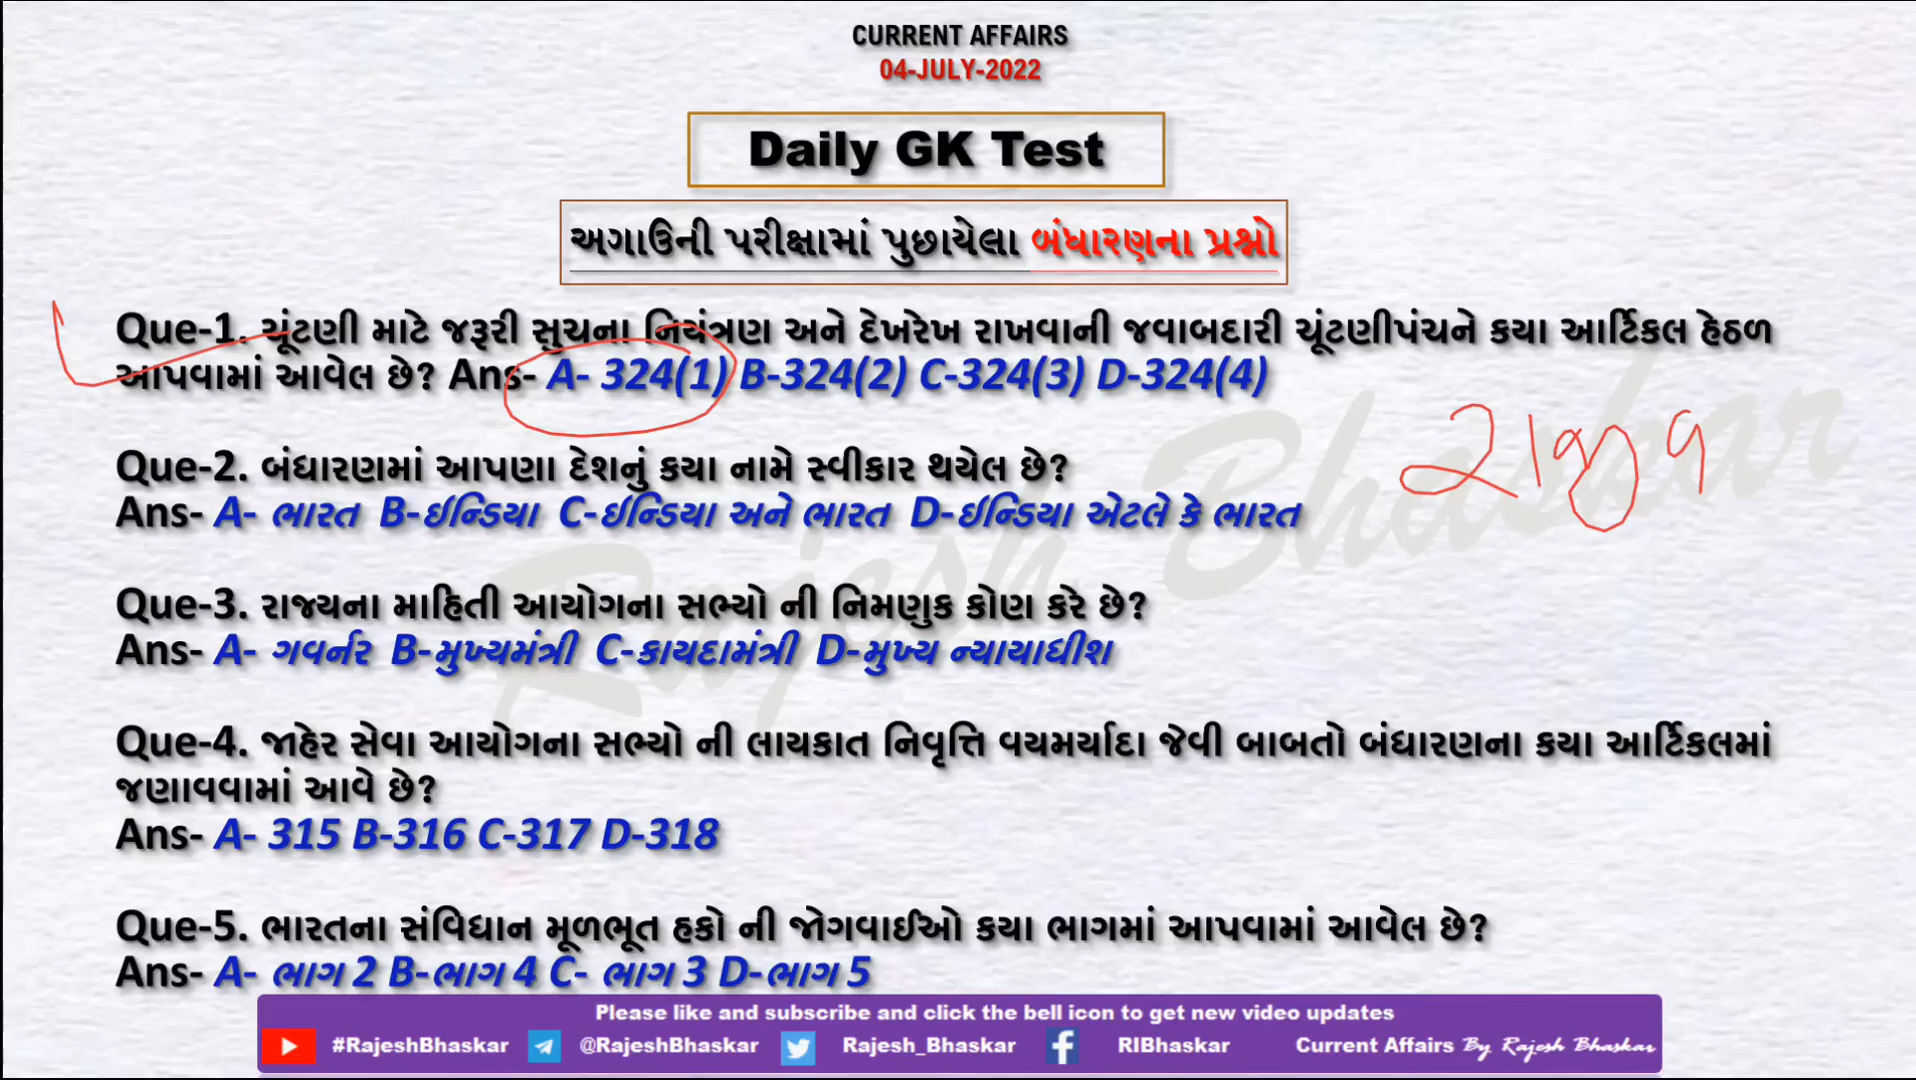 CURRENT AFFAIRS
04-JULY-2022
Daily GK Test
અગાઉની પરીક્ષામાં પુછાયેલા બંધારણના પ્રશ્નો
Que-1. ચૂંટણી માટે જરૂરી સુચના નિયંત્રણ અને દેખરેખ રાખવાની જવાબદારી ચૂંટણીપંચને કયા આર્ટિકલ હેઠળ
આપવામાં આવેલ છે? Ans- A- 324(1) B-324(2) C-324(3) D-324(4)
Que-2. બંધારણમાં આપણા દેશનું કયા નામે સ્વીકાર થયેલ છે?
Ans- A- ભારત B-ઈન્ડિયા C-ઈન્ડિયા અને ભારત D-ઈન્ડિયા એટલે કે ભારત
Que-3. રાજ્યના માહિતી આયોગના સભ્યો ની નિમણુક કોણ કરે છે?
Ans- A- ગવર્નર B-મુખ્યમંત્રી C-કાયદામંત્રી D-મુખ્ય ન્યાયાધીશ
Que-4. જાહેર સેવા આયોગના સભ્યો ની લાયકાત નિવૃત્તિ વયમર્યાદા જેવી બાબતો બંધારણના કયા આર્ટિકલમાં
જણાવવામાં આવે છે?
Ans- A- 315 B-316 C-317 D-318
Que-5. ભારતના સંવિધાન મૂળભૂત હકો ની જોગવાઈઓ કયા ભાગમાં આપવામાં આવેલ છે?
Ans- A- ભાગ 2 B-ભાગ 4 C- ભાગ 3 D-ભાગ 5
Rajesh Bhaskar
Please like and subscribe and click the bell icon to get new video updates
#RajeshBhaskar @RajeshBhaskar Rajesh_Bhaskar RIBhaskar Current Affairs By Rajesh Bhaskar